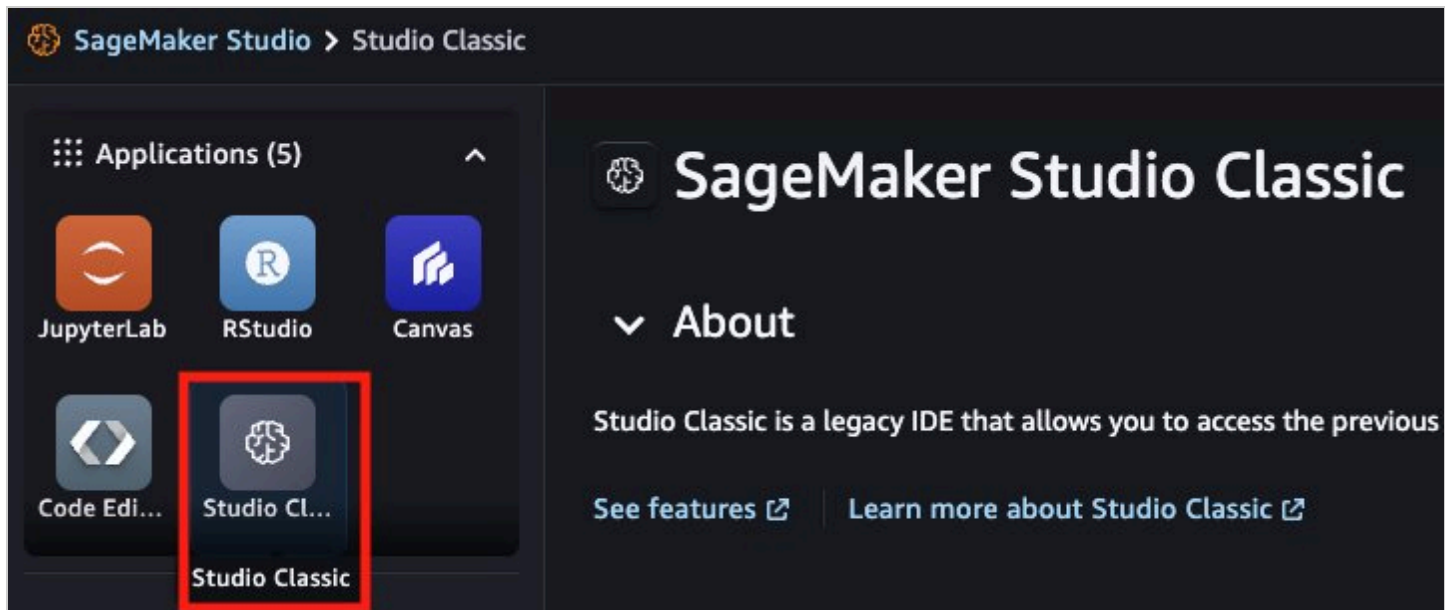 SageMaker Studio > Studio Classic
Applications (5)
SageMaker Studio Classic
R
JupyterLab
RStudio
Canvas
About
Studio Classic is a legacy IDE that allows you to access the previous
Code Edi...
Studio Cl...
See features
Learn more about Studio Classic
Studio Classic